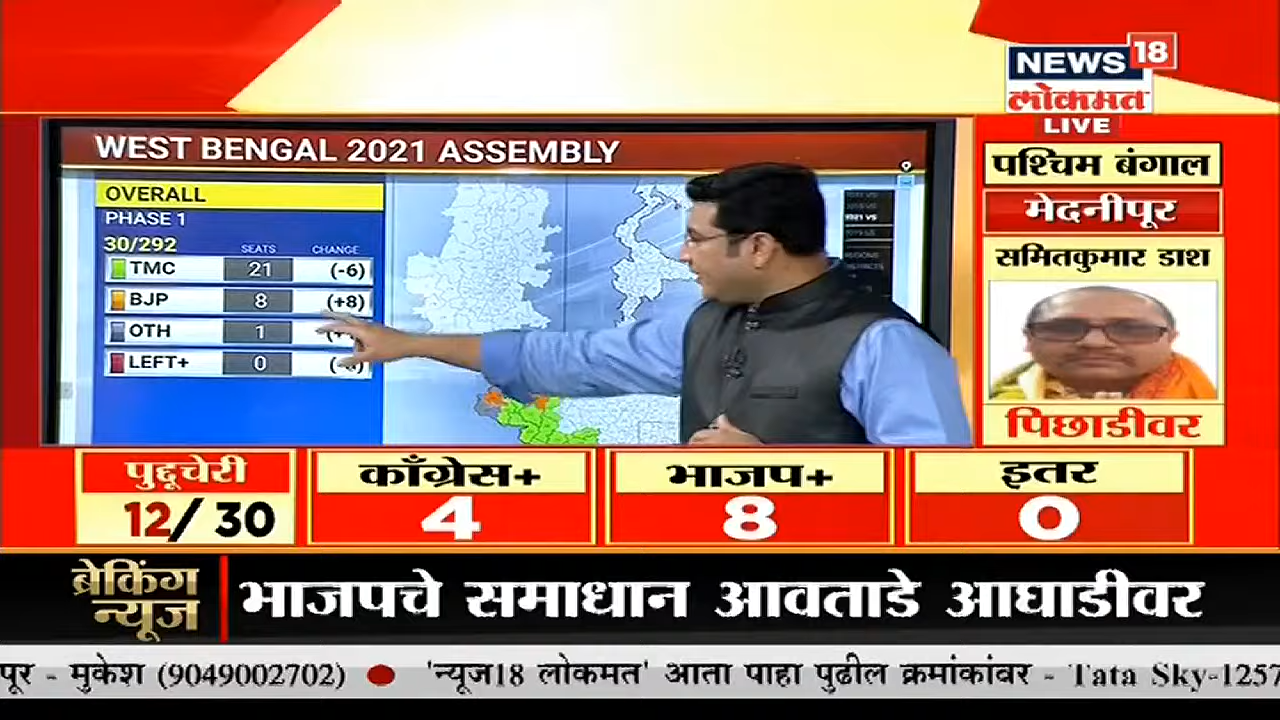 NEWS 18
लोकमत
LIVE
WEST BENGAL 2021 ASSEMBLY
OVERALL
PHASE 1
30/292
SEATS CHANGE
TMC 21 (-6)
BJP 8 (+8)
OTH 1
LEFT+ 0
पश्चिम बंगाल
मेदनीपूर
समितकुमार डाश
पिछाडीवर
पुद्दूचेरी
12/30
काँग्रेस+
4
भाजप+
8
इतर
0
ब्रेकिंग
न्यूज
भाजपचे समाधान आवताडे आघाडीवर
पूर - मुकेश (9049002702) ● 'न्यूज18 लोकमत' आता पाहा पुढील क्रमांकांवर - Tata Sky-1257